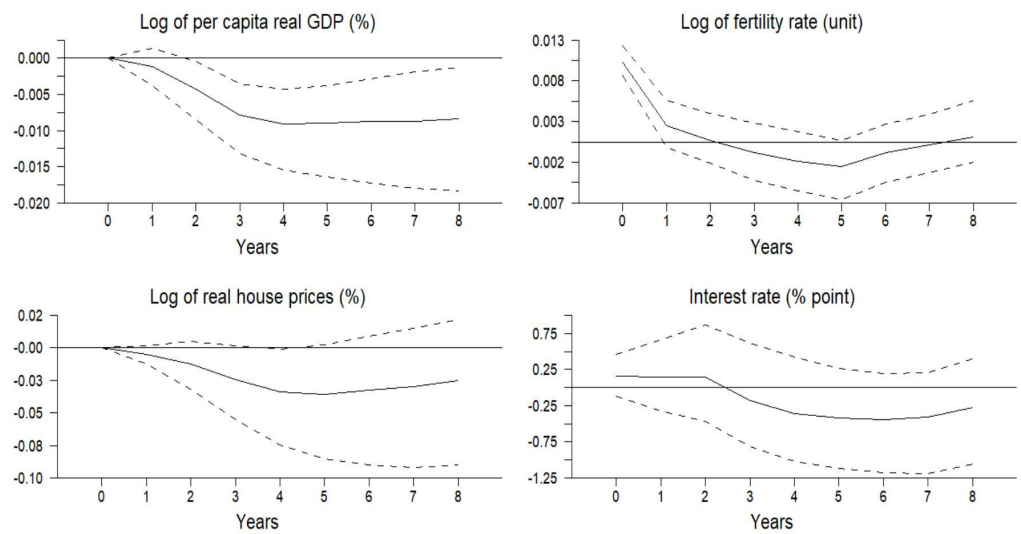 Log of per capita real GDP (%)
0.000
-0.005
-0.010
-0.015
-0.020
0 1 2 3 4 5 6 7 8
Years
Log of fertility rate (unit)
0.013
0.008
0.003
-0.002
-0.007
0 1 2 3 4 5 6 7 8
Years
Log of real house prices (%)
0.02
-0.00
-0.03
-0.05
-0.08
-0.10
0 1 2 3 4 5 6 7 8
Years
Interest rate (% point)
0.75
0.25
-0.25
-0.75
-1.25
0 1 2 3 4 5 6 7 8
Years